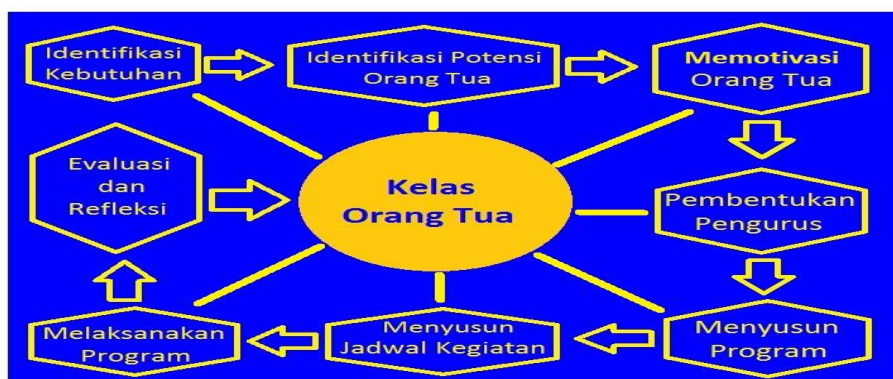 Identifikasi
Kebutuhan
Identifikasi Potensi
Orang Tua
Memotivasi
Orang Tua
Evaluasi
dan
Refleksi
Kelas
Orang Tua
Pembentukan
Pengurus
Melaksanakan
Program
Menyusun
Jadwal Kegiatan
Menyusun
Program